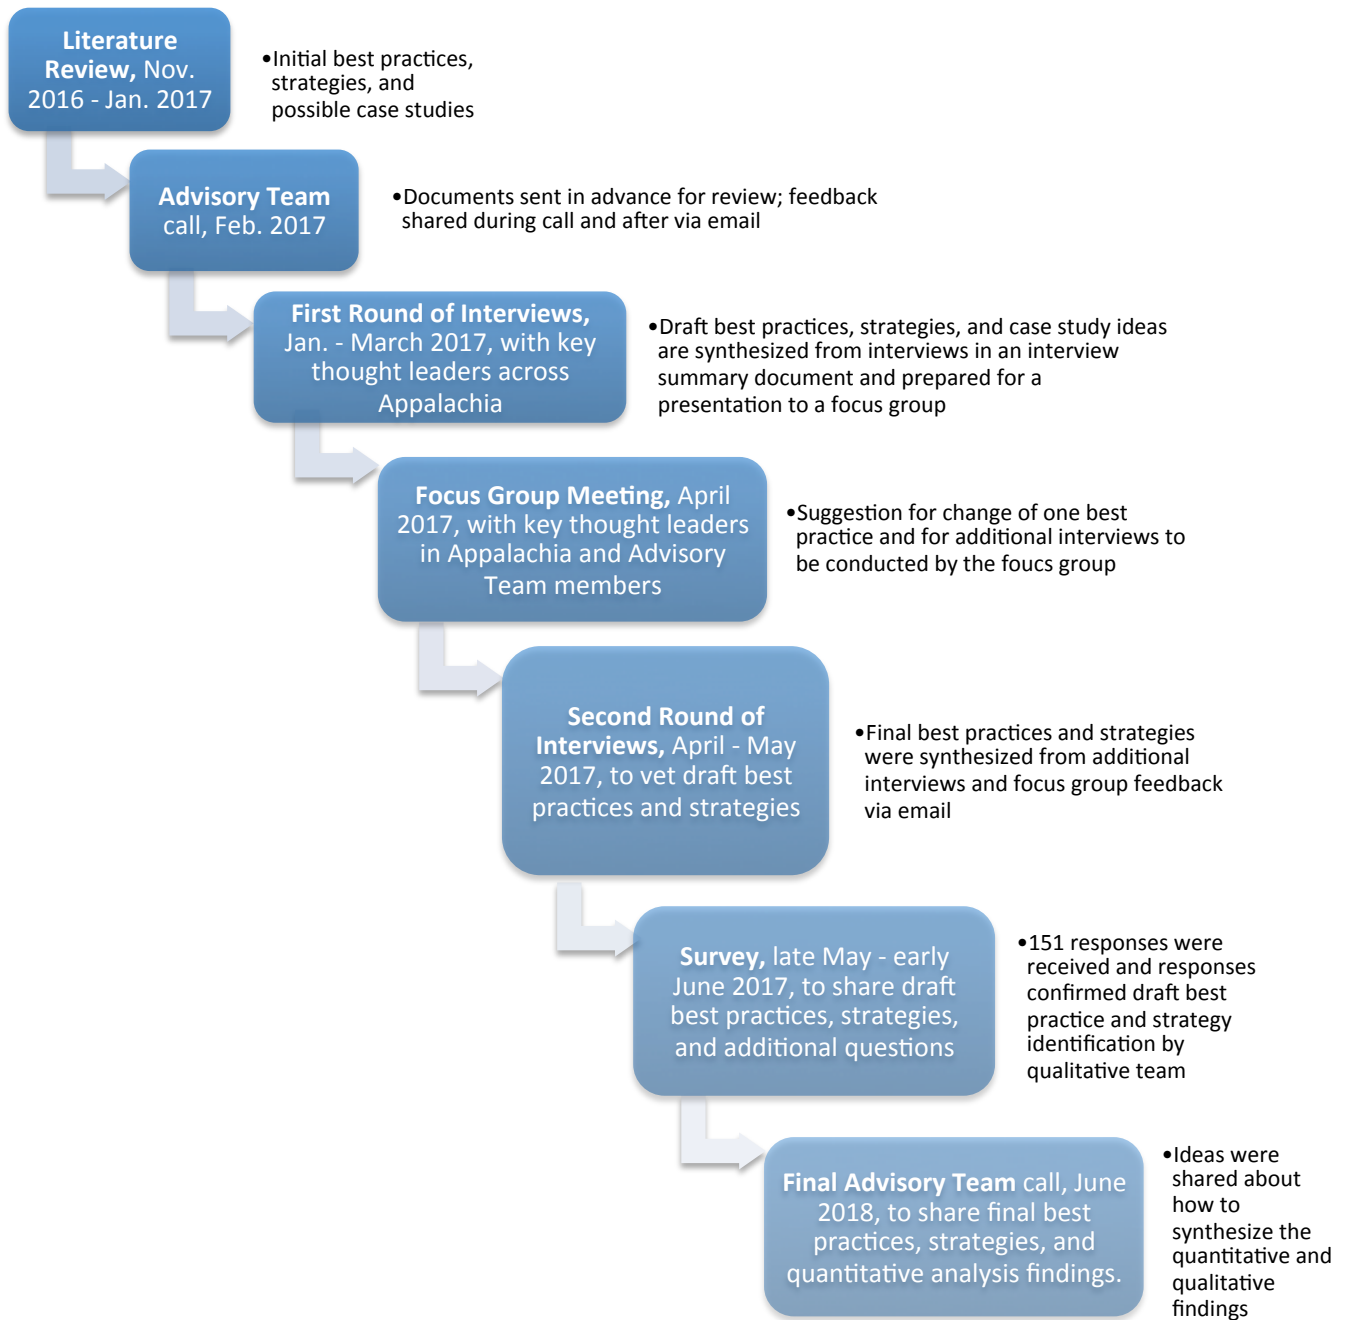 Literature
Review, Nov.
2016 - Jan. 2017
•Initial best practices,
strategies, and
possible case studies
Advisory Team
call, Feb. 2017
•Documents sent in advance for review; feedback
shared during call and after via email
First Round of Interviews,
Jan. - March 2017, with key
thought leaders across
Appalachia
•Draft best practices, strategies, and case study ideas
are synthesized from interviews in an interview
summary document and prepared for a
presentation to a focus group
Focus Group Meeting, April
2017, with key thought leaders
in Appalachia and Advisory
Team members
•Suggestion for change of one best
practice and for additional interviews to
be conducted by the foucs group
Second Round of
Interviews, April - May
2017, to vet draft best
practices and strategies
•Final best practices and strategies
were synthesized from additional
interviews and focus group feedback
via email
Survey, late May - early
June 2017, to share draft
best practices, strategies,
and additional questions
•151 responses were
received and responses
confirmed draft best
practice and strategy
identification by
qualitative team
Final Advisory Team call, June
2018, to share final best
practices, strategies, and
quantitative analysis findings.
•Ideas were
shared about
how to
synthesize the
quantitative and
qualitative
findings